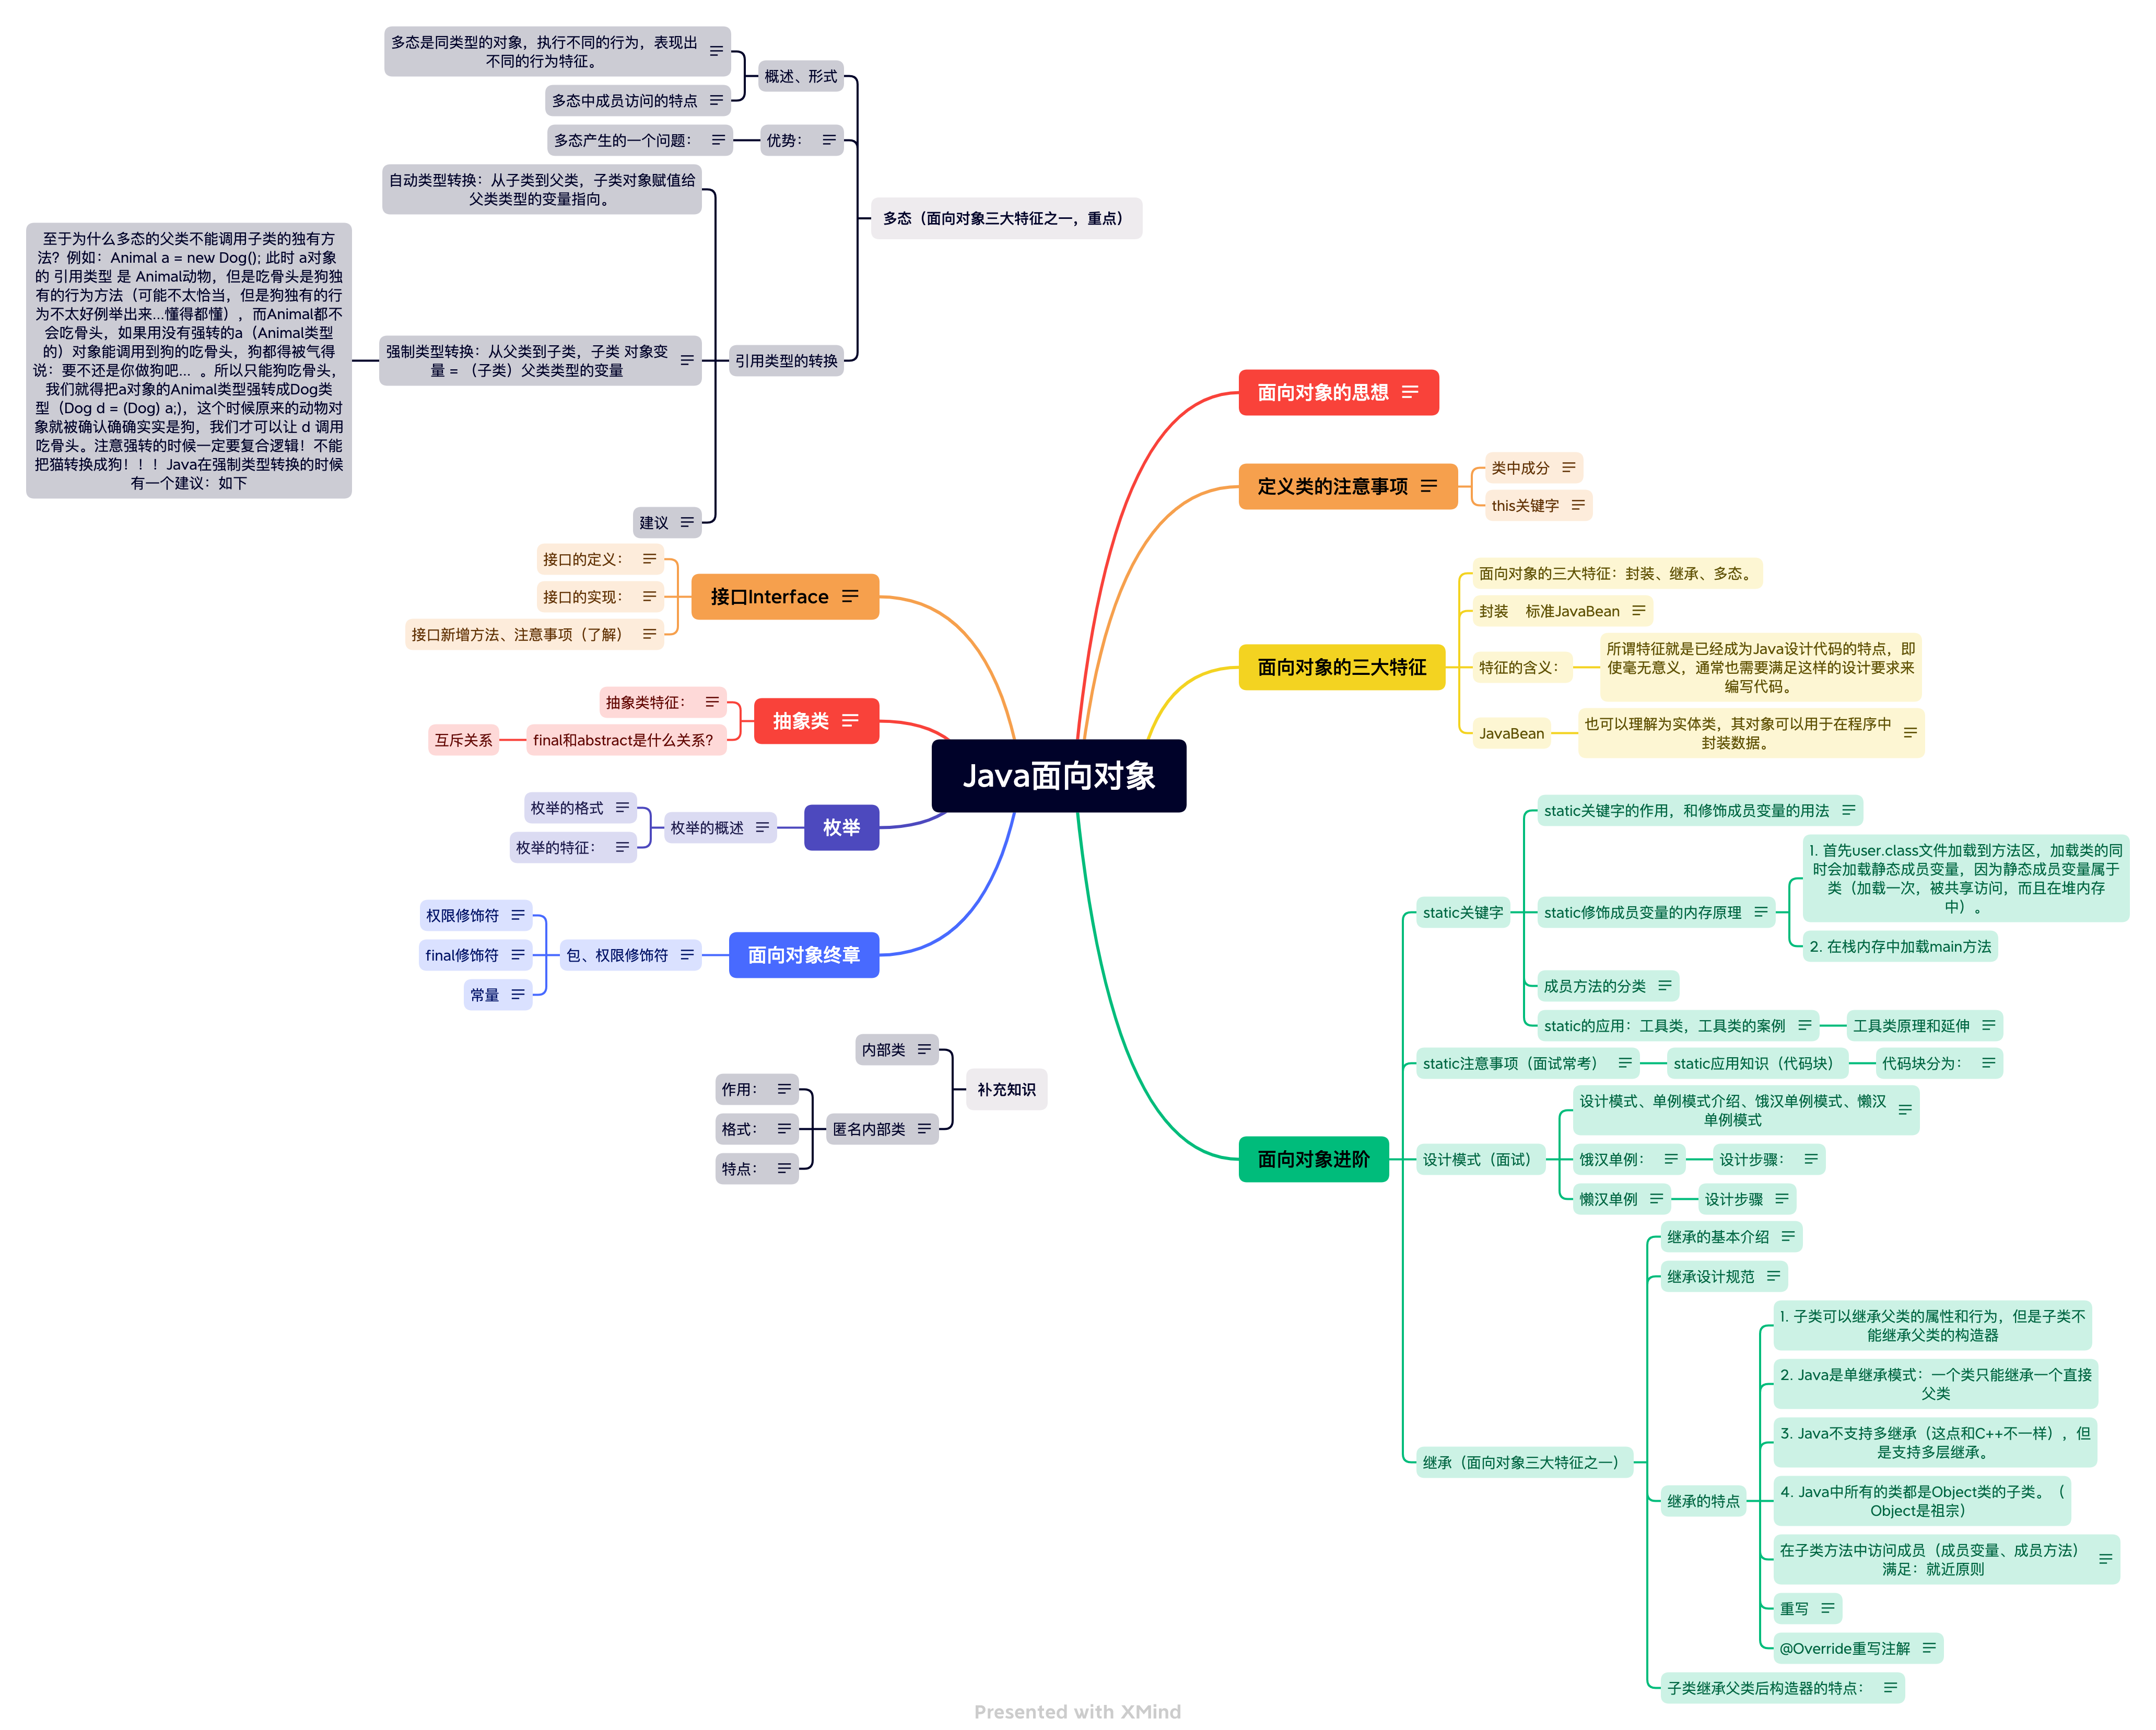 多态是同类型的对象，执行不同的行为，表现出
不同的行为特征。
多态中成员访问的特点
概述、形式
多态产生的一个问题：
优势：
自动类型转换：从子类到父类，子类对象赋值给
父类类型的变量指向。
至于为什么多态的父类不能调用子类的独有方
法？例如：Animal a = new Dog(); 此时 a对象
的 引用类型 是 Animal动物，但是吃骨头是狗独
有的行为方法（可能不太恰当，但是狗独有的行
为不太好例举出来...懂得都懂），而Animal都不
会吃骨头，如果用没有强转的a（Animal类型
的）对象能调用到狗的吃骨头，狗都得被气得
说：要不还是你做狗吧... 。所以只能狗吃骨头，
我们就得把a对象的Animal类型强转成Dog类
型（Dog d = (Dog) a;)，这个时候原来的动物对
象就被确认确确实实是狗，我们才可以让 d 调用
吃骨头。注意强转的时候一定要复合逻辑！不能
把猫转换成狗！！！Java在强制类型转换的时候
有一个建议：如下
强制类型转换：从父类到子类，子类 对象变
量 = （子类）父类类型的变量
引用类型的转换
建议
多态（面向对象三大特征之一，重点）
接口的定义：
接口的实现：
接口新增方法、注意事项（了解）
接口Interface
抽象类特征：
互斥关系
final和abstract是什么关系？
抽象类
枚举的格式
枚举的特征：
枚举的概述
枚举
权限修饰符
final修饰符
常量
包、权限修饰符
面向对象终章
内部类
作用：
格式：
特点：
匿名内部类
补充知识
Java面向对象
面向对象的思想
定义类的注意事项
类中成分
this关键字
面向对象的三大特征
面向对象的三大特征：封装、继承、多态。
封装 标准JavaBean
特征的含义：
所谓特征就是已经成为Java设计代码的特点，即
使毫无意义，通常也需要满足这样的设计要求来
编写代码。
JavaBean
也可以理解为实体类，其对象可以用于在程序中
封装数据。
面向对象进阶
static关键字
static关键字的作用，和修饰成员变量的用法
static修饰成员变量的内存原理
1. 首先user.class文件加载到方法区，加载类的同
时会加载静态成员变量，因为静态成员变量属于
类（加载一次，被共享访问，而且在堆内存
中）。
2. 在栈内存中加载main方法
成员方法的分类
static的应用：工具类，工具类的案例
工具类原理和延伸
static注意事项（面试常考）
static应用知识（代码块）
代码块分为：
设计模式（面试）
设计模式、单例模式介绍、饿汉单例模式、懒汉
单例模式
饿汉单例：
设计步骤：
懒汉单例
设计步骤
继承（面向对象三大特征之一）
继承的基本介绍
继承设计规范
继承的特点
1. 子类可以继承父类的属性和行为，但是子类不
能继承父类的构造器
2. Java是单继承模式：一个类只能继承一个直接
父类
3. Java不支持多继承（这点和C++不一样），但
是支持多层继承。
4. Java中所有的类都是Object类的子类。（
Object是祖宗）
在子类方法中访问成员（成员变量、成员方法）
满足：就近原则
重写
@Override重写注解
子类继承父类后构造器的特点：
Presented with XMind